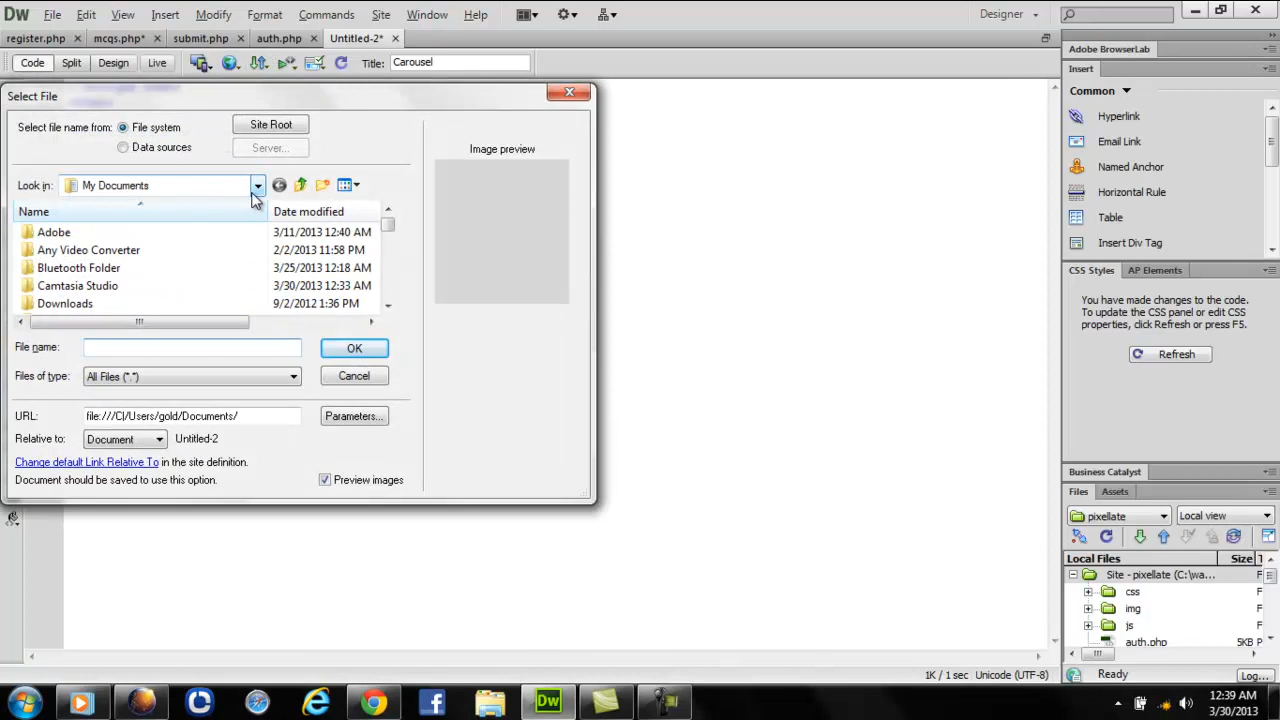 Dw File Edit View Insert Modify Format Commands Site Window Help Designer
register.php mcqs.php* submit.php auth.php Untitled-2*
Code Split Design Live Title: Carousel
Select File
Select file name from: File system Site Root
Data sources Server...
Image preview
Look in: My Documents
Name Date modified
Adobe 3/11/2013 12:40 AM
Any Video Converter 2/2/2013 11:58 PM
Bluetooth Folder 3/25/2013 12:18 AM
Camtasia Studio 3/30/2013 12:33 AM
Downloads 9/2/2012 1:36 PM
File name: OK
Files of type: All Files (*.*) Cancel
URL: file:///C|/Users/gold/Documents/ Parameters...
Relative to: Document Untitled-2
Change default Link Relative To in the site definition.
Document should be saved to use this option. Preview images
Adobe BrowserLab
Insert
Common
Hyperlink
Email Link
Named Anchor
Horizontal Rule
Table
Insert Div Tag
CSS Styles AP Elements
You have made changes to the code.
To update the CSS panel or edit CSS
properties, click Refresh or press F5.
Refresh
Business Catalyst
Files Assets
pixellate Local view
Local Files Size T
Site - pixellate (C:\wa... F
css F
img F
js F
auth.php 5KB P
Ready Log...
1K / 1 sec Unicode (UTF-8)
Dw
12:39 AM
3/30/2013